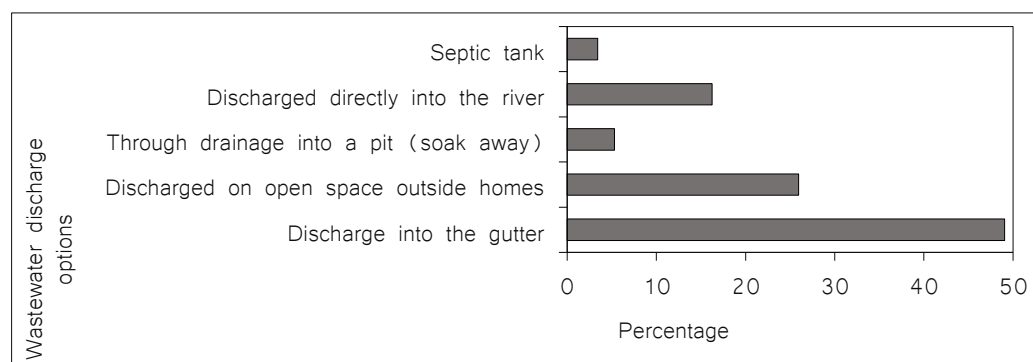 Septic tank
Discharged directly into the river
Through drainage into a pit (soak away)
Discharged on open space outside homes
Discharge into the gutter
Wastewater discharge
options
0 10 20 30 40 50
Percentage